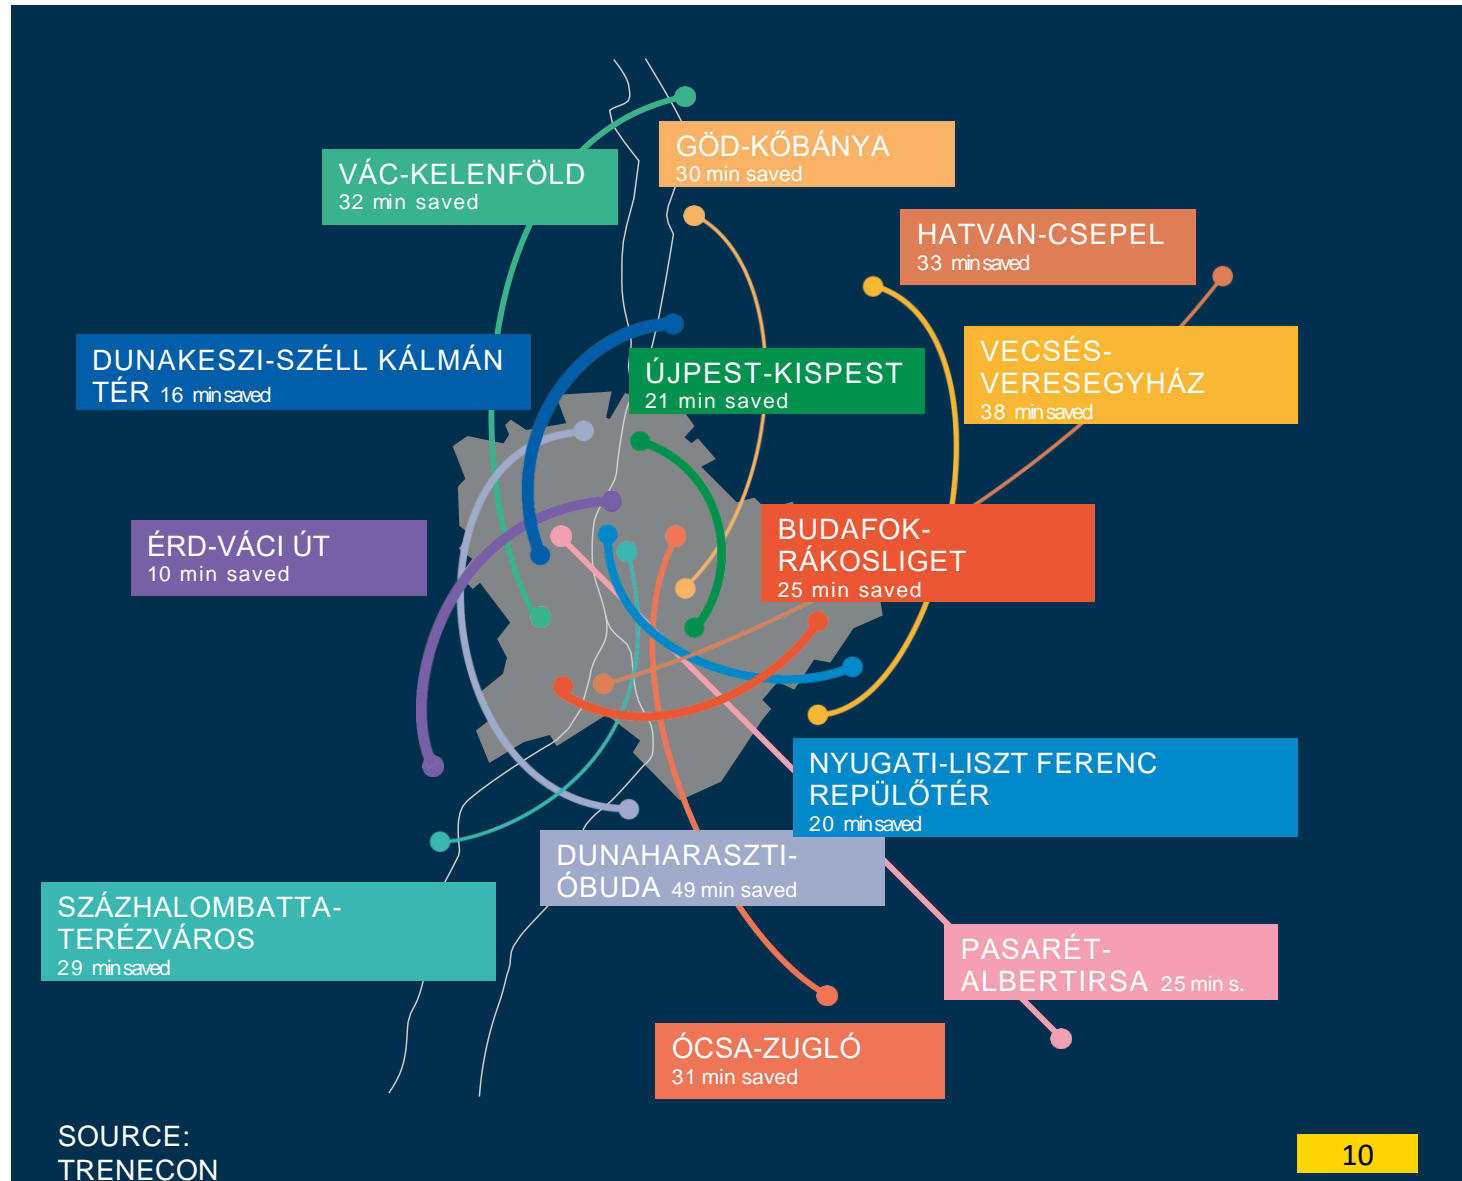 GÖD-KŐBÁNYA
30 min saved
VÁC-KELENFÖLD
32 min saved
HATVAN-CSEPEL
33 min saved
DUNAKESZI-SZÉLL KÁLMÁN
TÉR 16 min saved
ÚJPEST-KISPEST
21 min saved
VECSÉS-
VERESEGYHÁZ
38 min saved
ÉRD-VÁCI ÚT
10 min saved
BUDAFOK-
RÁKOSLIGET
25 min saved
NYUGATI-LISZT FERENC
REPÜLŐTÉR
20 min saved
DUNAHARASZTI-
ÓBUDA 49 min saved
SZÁZHALOMBATTA-
TERÉZVÁROS
29 min saved
PASARÉT-
ALBERTIRSA 25 min s.
ÓCSA-ZUGLÓ
31 min saved
SOURCE:
TRENECON
10